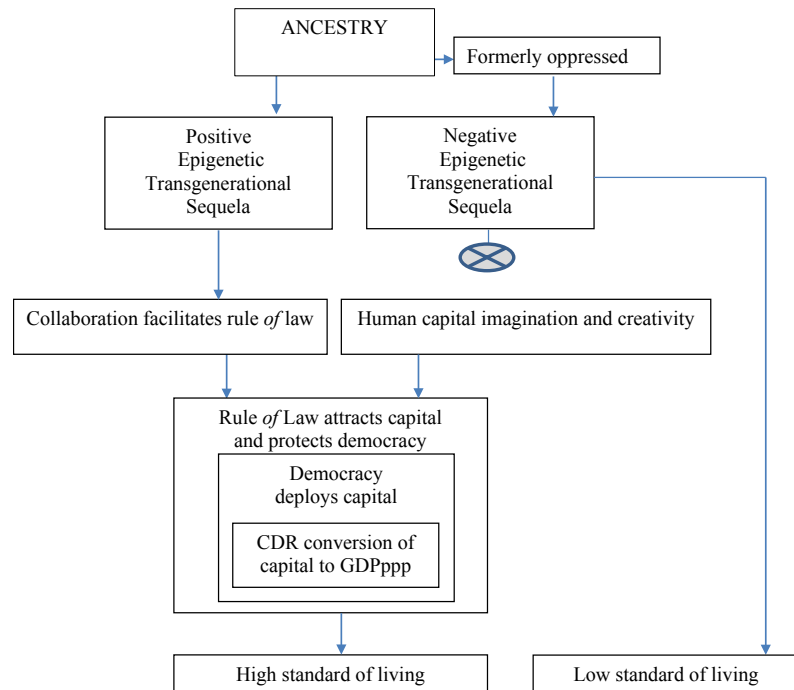 ANCESTRY
Formerly oppressed
Positive
Epigenetic
Transgenerational
Sequela
Negative
Epigenetic
Transgenerational
Sequela
Collaboration facilitates rule of law
Human capital imagination and creativity
Rule of Law attracts capital
and protects democracy
Democracy
deploys capital
CDR conversion of
capital to GDPppp
High standard of living
Low standard of living